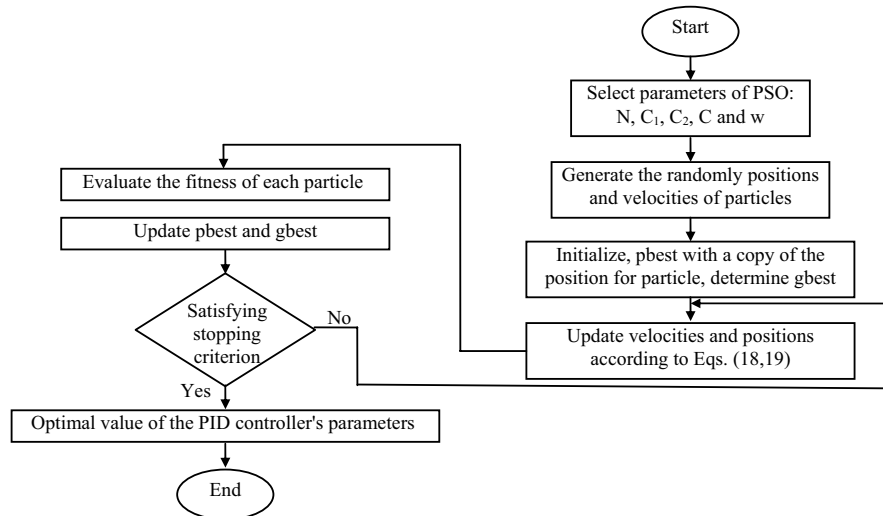 Start
Select parameters of PSO:
N, C₁, C₂, C and w
Generate the randomly positions
and velocities of particles
Initialize, pbest with a copy of the
position for particle, determine gbest
Update velocities and positions
according to Eqs. (18,19)
Evaluate the fitness of each particle
Update pbest and gbest
Satisfying
stopping
criterion
No
Yes
Optimal value of the PID controller's parameters
End